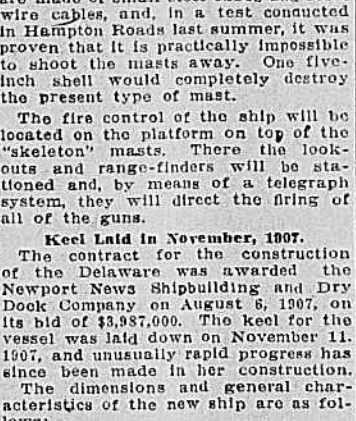 wire cables, and, in a test conducted
in Hampton Roads last summer, it was
proven that it is practically impossible
to shoot the masts away. One five-
inch shell would completely destroy
the present type of mast.
The fire control of the ship will be
located on the platform on top of the
"skeleton" masts. There the look-
outs and range-finders will be sta-
tioned and, by means of a telegraph
system, they will direct the firing of
all of the guns.
Keel Laid in November, 1907.
The contract for the construction
of the Delaware was awarded the
Newport News Shipbuilding and Dry
Dock Company on August 6, 1907, on
its bid of $3,987,000. The keel for the
vessel was laid down on November 11.
1907, and unusually rapid progress has
since been made in her construction.
The dimensions and general char-
acteristics of the new ship are as fol-